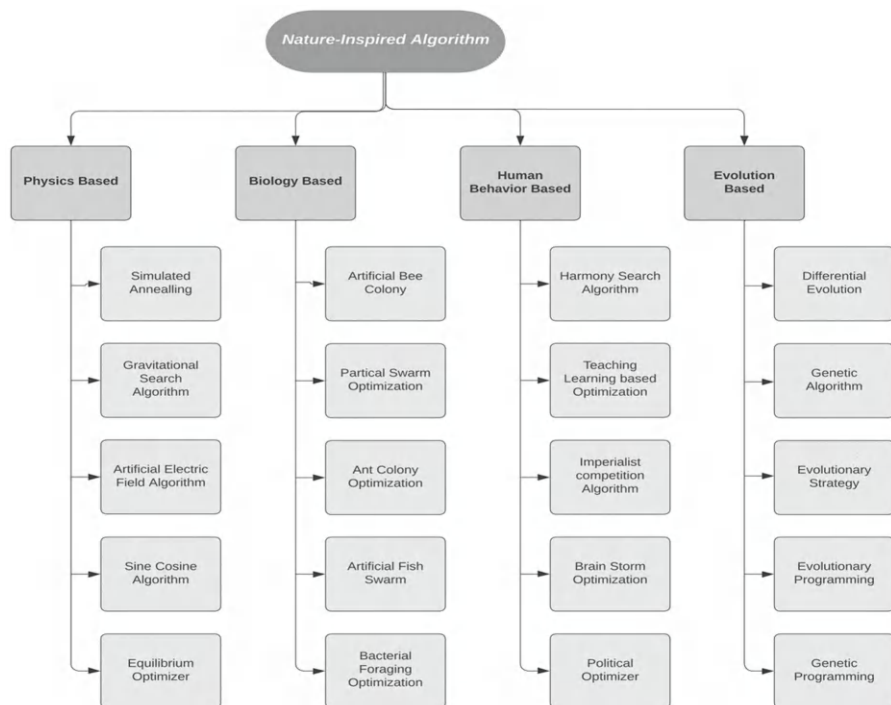 Nature-Inspired Algorithm
Physics Based
Biology Based
Human
Behavior Based
Evolution
Based
Simulated
Annealling
Artificial Bee
Colony
Harmony Search
Algorithm
Differential
Evolution
Gravitational
Search
Algorithm
Partical Swarm
Optimization
Teaching
Learning based
Optimization
Genetic
Algorithm
Artificial Electric
Field Algorithm
Ant Colony
Optimization
Imperialist
competition
Algorithm
Evolutionary
Strategy
Sine Cosine
Algorithm
Artificial Fish
Swarm
Brain Storm
Optimization
Evolutionary
Programming
Equilibrium
Optimizer
Bacterial
Foraging
Optimization
Political
Optimizer
Genetic
Programming